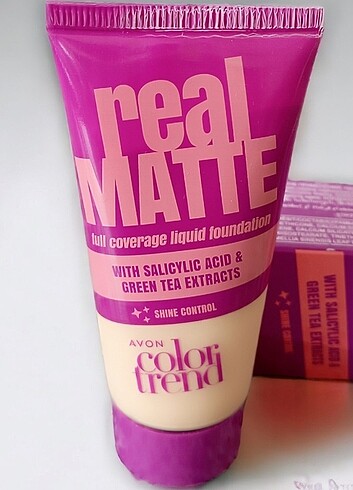 real
MATTE
full coverage liquid foundation
WITH SALICYLIC ACID &
GREEN TEA EXTRACTS
SHINE CONTROL
AVON
color
trend
WITH SALICYLIC ACID &
GREEN TEA EXTRACTS
SHINE CONTROL